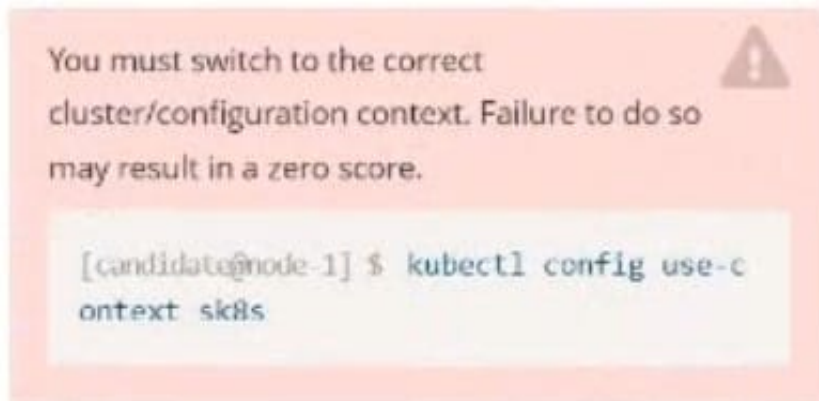 You must switch to the correct
cluster/configuration context. Failure to do so
may result in a zero score.
[candidate@node-1] $ kubectl config use-c
ontext sk8s